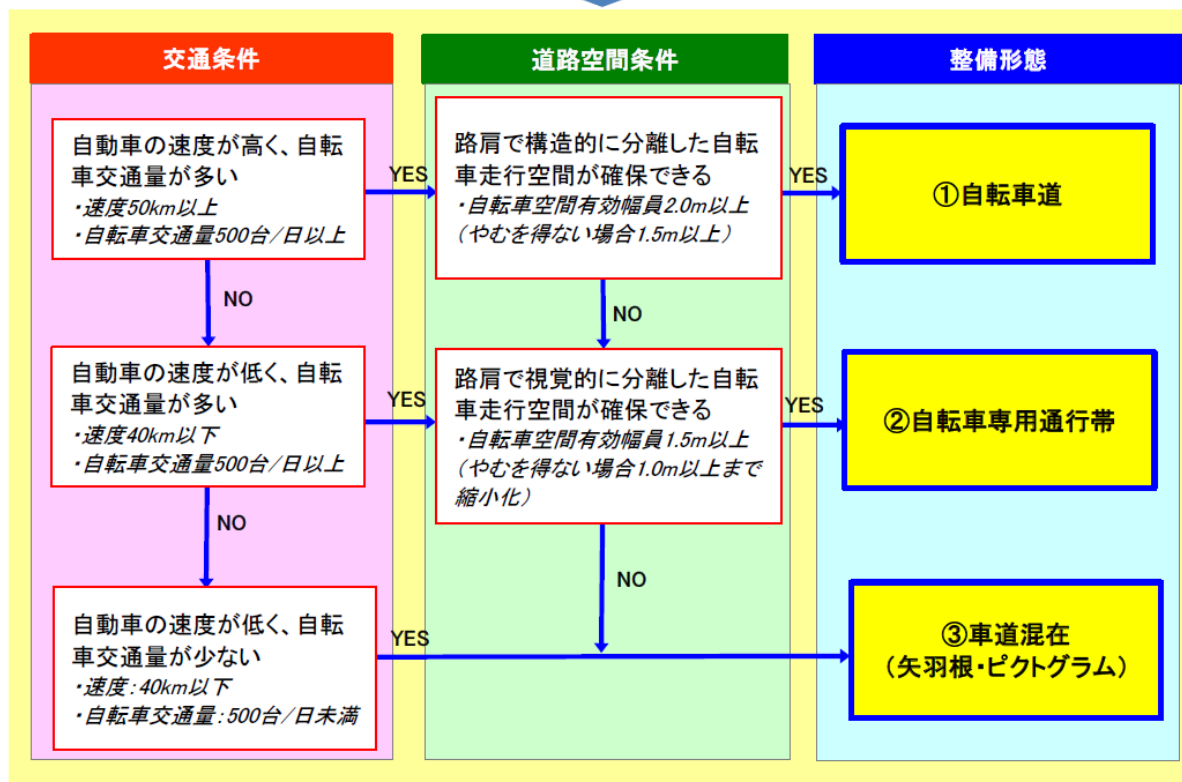 交通条件
道路空間条件
整備形態
自動車の速度が高く、自転
車交通量が多い
・速度50km以上
・自転車交通量500台/日以上
YES
路肩で構造的に分離した自転
車走行空間が確保できる
・自転車空間有効幅員2.0m以上
（やむを得ない場合1.5m以上）
YES
①自転車道
NO
NO
自動車の速度が低く、自転
車交通量が多い
・速度40km以下
・自転車交通量500台/日以上
YES
路肩で視覚的に分離した自転
車走行空間が確保できる
・自転車空間有効幅員1.5m以上
（やむを得ない場合1.0m以上まで
縮小化）
YES
②自転車専用通行帯
NO
NO
自動車の速度が低く、自転
車交通量が少ない
・速度：40km以下
・自転車交通量：500台/日未満
YES
③車道混在
（矢羽根・ピクトグラム）